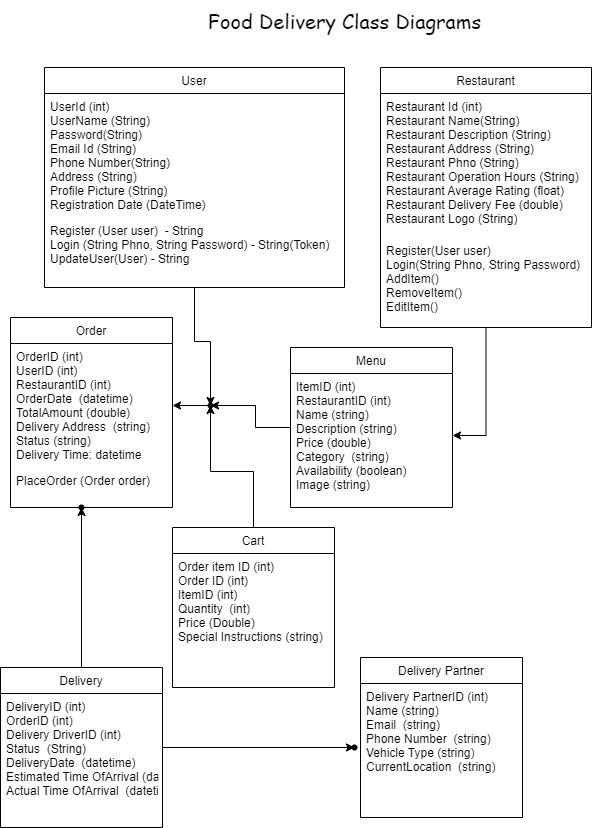 Food Delivery Class Diagrams
User
UserId (int)
UserName (String)
Password(String)
Email Id (String)
Phone Number(String)
Address (String)
Profile Picture (String)
Registration Date (DateTime)
Register (User user)  - String
Login (String Phno, String Password) - String(Token)
UpdateUser(User) - String
Restaurant
Restaurant Id (int)
Restaurant Name(String)
Restaurant Description (String)
Restaurant Address (String)
Restaurant Phno (String)
Restaurant Operation Hours (String)
Restaurant Average Rating (float)
Restaurant Delivery Fee (double)
Restaurant Logo (String)
Register(User user)
Login(String Phno, String Password)
AddItem()
RemoveItem()
EditItem()
Order
OrderID (int)
UserID (int)
RestaurantID (int)
OrderDate  (datetime)
TotalAmount (double)
Delivery Address  (string)
Status (string)
Delivery Time: datetime
PlaceOrder (Order order)
Menu
ItemID (int)
RestaurantID (int)
Name (string)
Description (string)
Price (double)
Category  (string)
Availability (boolean)
Image (string)
Cart
Order item ID (int)
Order ID (int)
ItemID (int)
Quantity  (int)
Price (Double)
Special Instructions (string)
Delivery
DeliveryID (int)
OrderID (int)
Delivery DriverID (int)
Status  (String)
DeliveryDate  (datetime)
Estimated Time OfArrival (da
Actual Time OfArrival  (dateti
Delivery Partner
Delivery PartnerID (int)
Name (string)
Email  (string)
Phone Number  (string)
Vehicle Type (string)
CurrentLocation  (string)